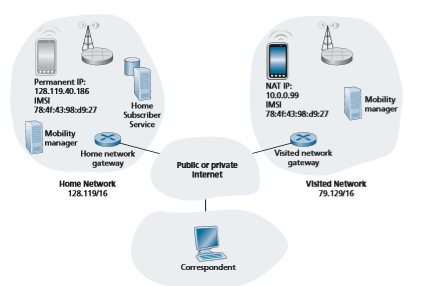 Permanent IP:
128.119.40.186
IMSI
78:4f:43:98:d9:27
Home
Subscriber
Service
Mobility
manager
Home network
gateway
Home Network
128.119/16
Public or private
Internet
NAT IP:
10.0.0.99
IMSI
78:4f:43:98:d9:27
Mobility
manager
Visited network
gateway
Visited Network
79.129/16
Correspondent